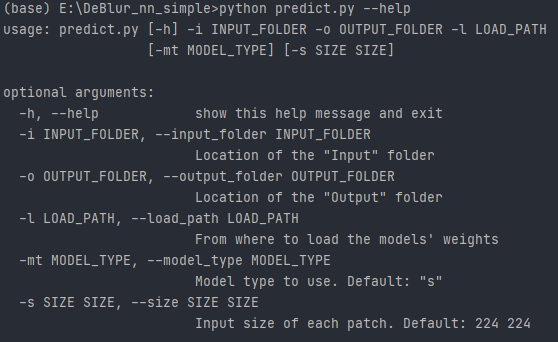 (base) E:\DeBlur_nn_simple>python predict.py --help
usage: predict.py [-h] -i INPUT_FOLDER -o OUTPUT_FOLDER -l LOAD_PATH
                  [-mt MODEL_TYPE] [-s SIZE SIZE]

optional arguments:
  -h, --help            show this help message and exit
  -i INPUT_FOLDER, --input_folder INPUT_FOLDER
                        Location of the "Input" folder
  -o OUTPUT_FOLDER, --output_folder OUTPUT_FOLDER
                        Location of the "Output" folder
  -l LOAD_PATH, --load_path LOAD_PATH
                        From where to load the models' weights
  -mt MODEL_TYPE, --model_type MODEL_TYPE
                        Model type to use. Default: "s"
  -s SIZE SIZE, --size SIZE SIZE
                        Input size of each patch. Default: 224 224